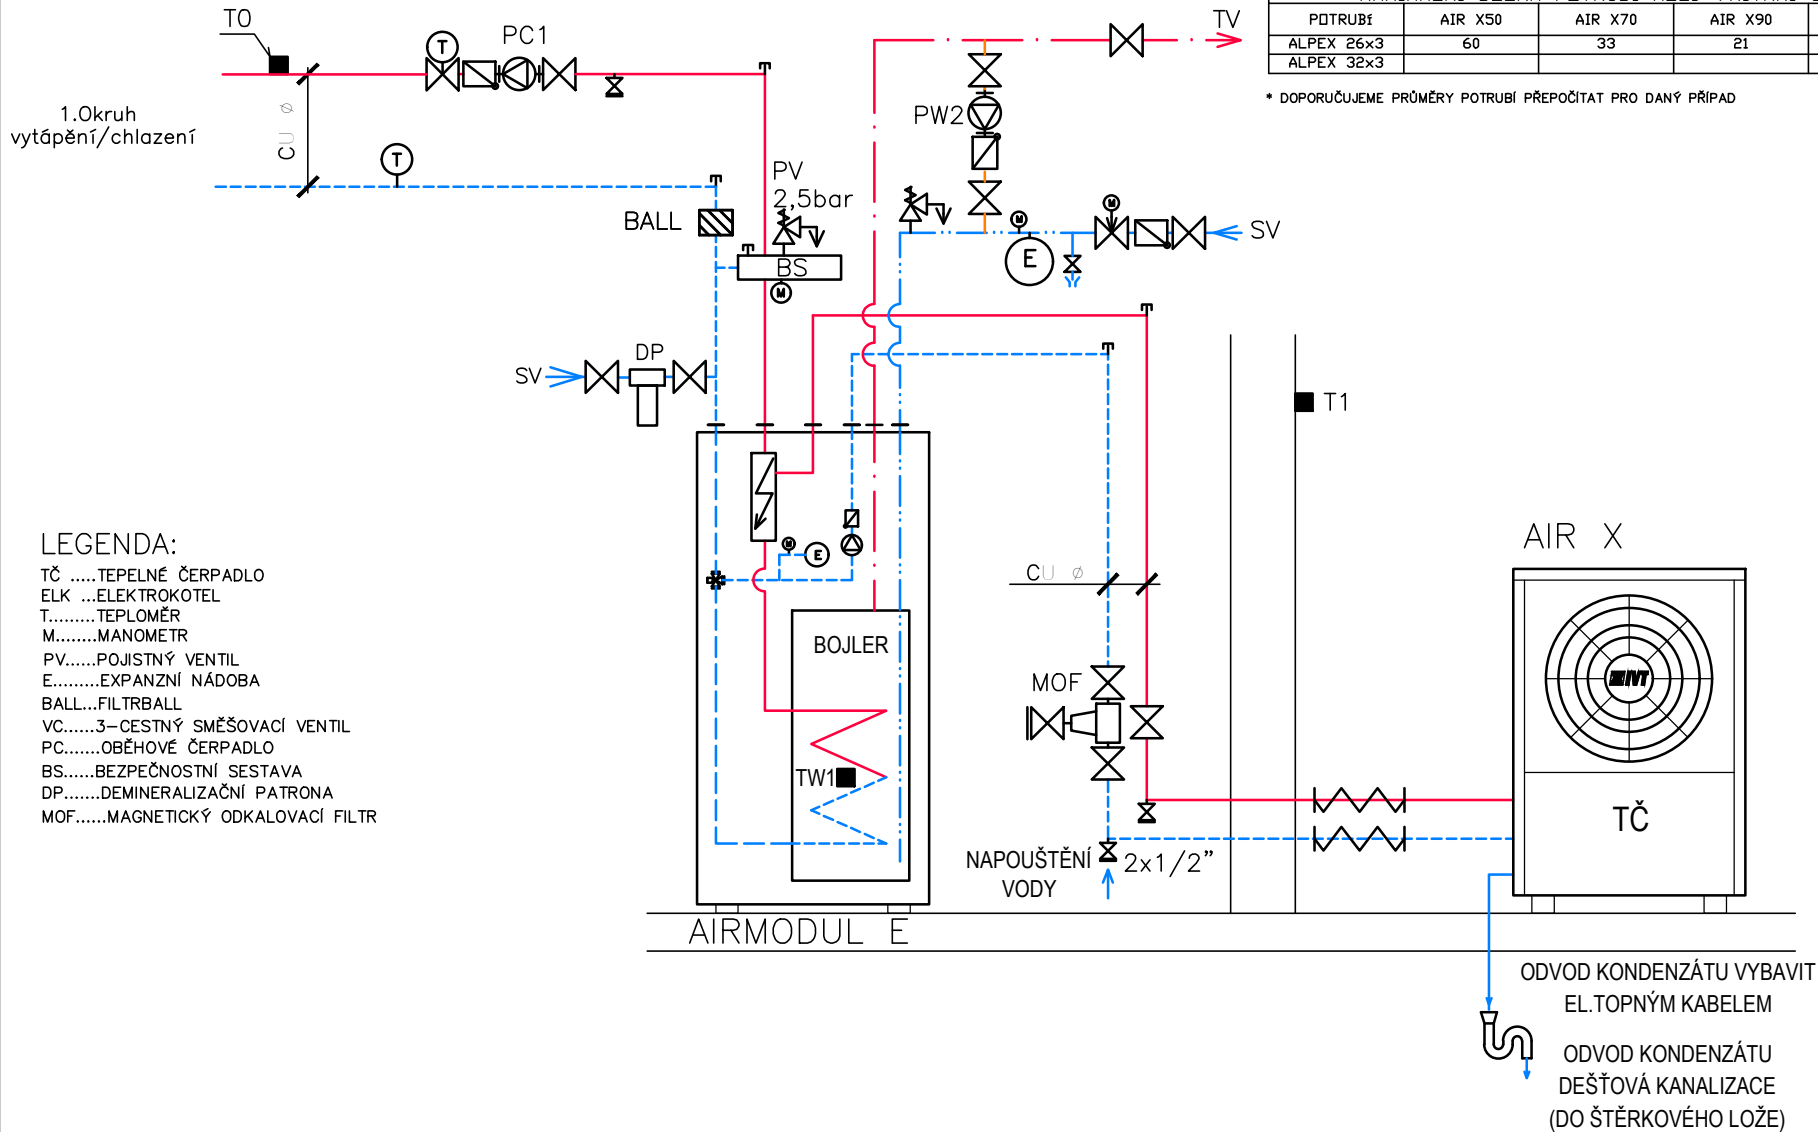 POTRUBÍ AIR X50 AIR X70 AIR X90
ALPEX 26x3 60 33 21
ALPEX 32x3
* DOPORUČUJEME PRŮMĚRY POTRUBÍ PŘEPOČÍTAT PRO DANÝ PŘÍPAD
T0
T
PC1
TV
1.Okruh
vytápění/chlazení
CU ø
T
PW2
PV
2,5bar
BALL
BS
M
M
E
M
SV
DP
SV
T1
M
E
LEGENDA:
TČ .....TEPELNÉ ČERPADLO
ELK ...ELEKTROKOTEL
T.........TEPLOMĚR
M........MANOMETR
PV......POJISTNÝ VENTIL
E.........EXPANZNÍ NÁDOBA
BALL...FILTRBALL
VC......3-CESTNÝ SMĚŠOVACÍ VENTIL
PC.......OBĚHOVÉ ČERPADLO
BS......BEZPEČNOSTNÍ SESTAVA
DP.......DEMINERALIZAČNÍ PATRONA
MOF......MAGNETICKÝ ODKALOVACÍ FILTR
CU ø
BOJLER
TW1
MOF
AIR X
IVT
TČ
NAPOUŠTĚNÍ
VODY
2x1/2”
AIRMODUL E
ODVOD KONDENZÁTU VYBAVIT
EL.TOPNÝM KABELEM
ODVOD KONDENZÁTU
DEŠŤOVÁ KANALIZACE
(DO ŠTĚRKOVÉHO LOŽE)